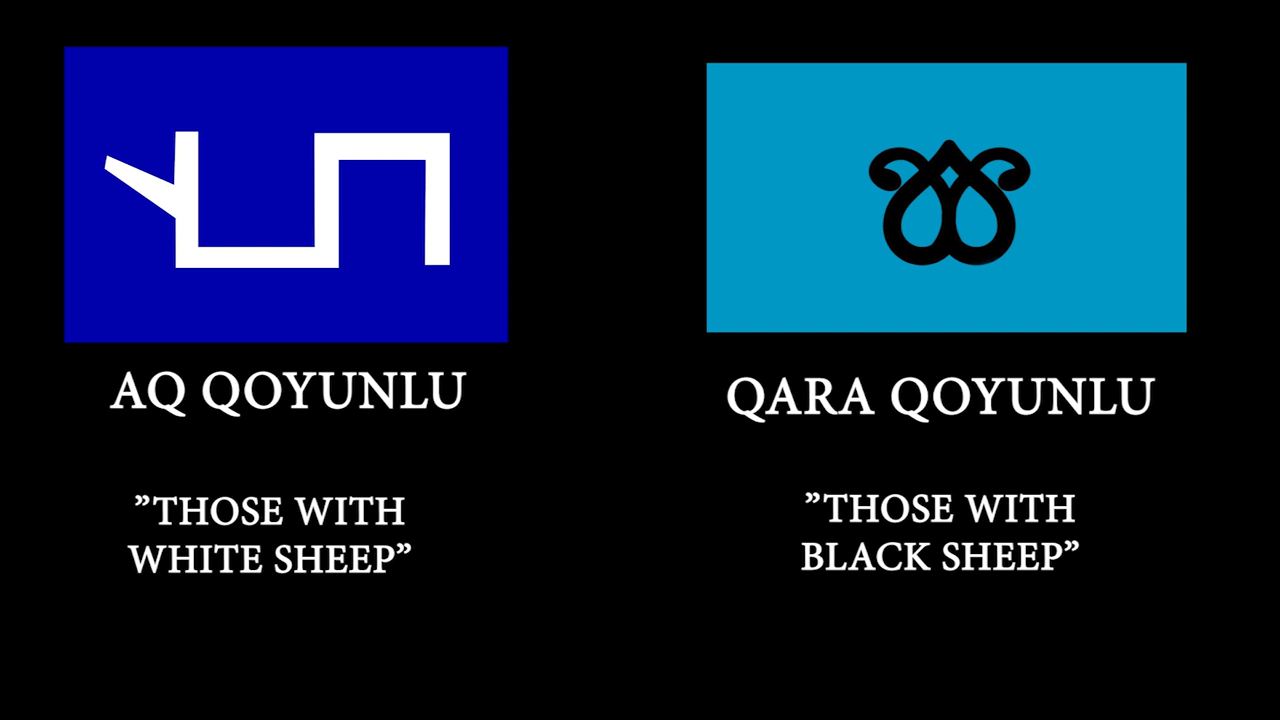 AQ QOYUNLU
”THOSE WITH
WHITE SHEEP”
QARA QOYUNLU
”THOSE WITH
BLACK SHEEP”